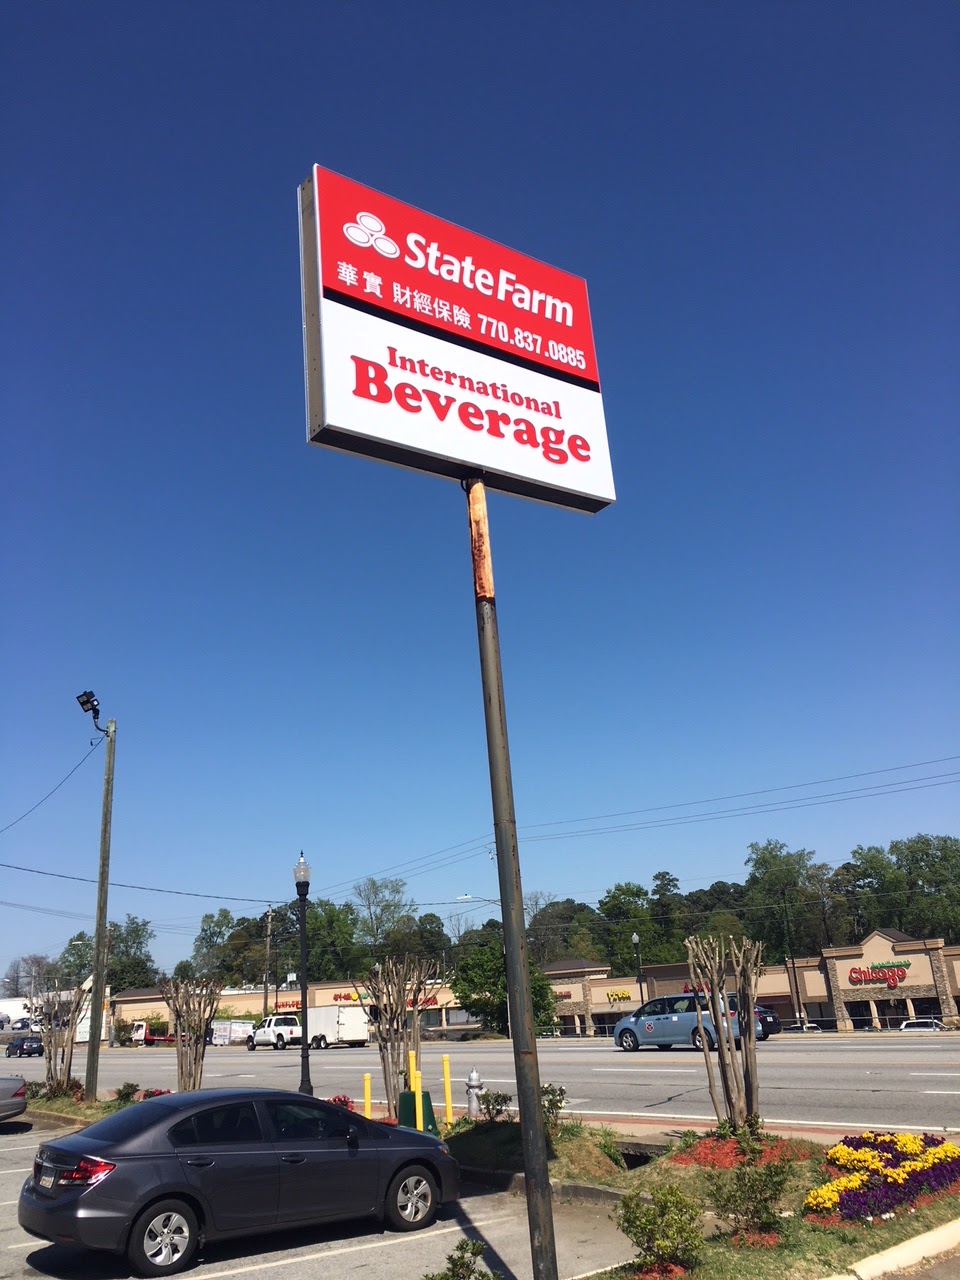 StateFarm
華實 財經保險 770.837.0885
International
Beverage
Chicago